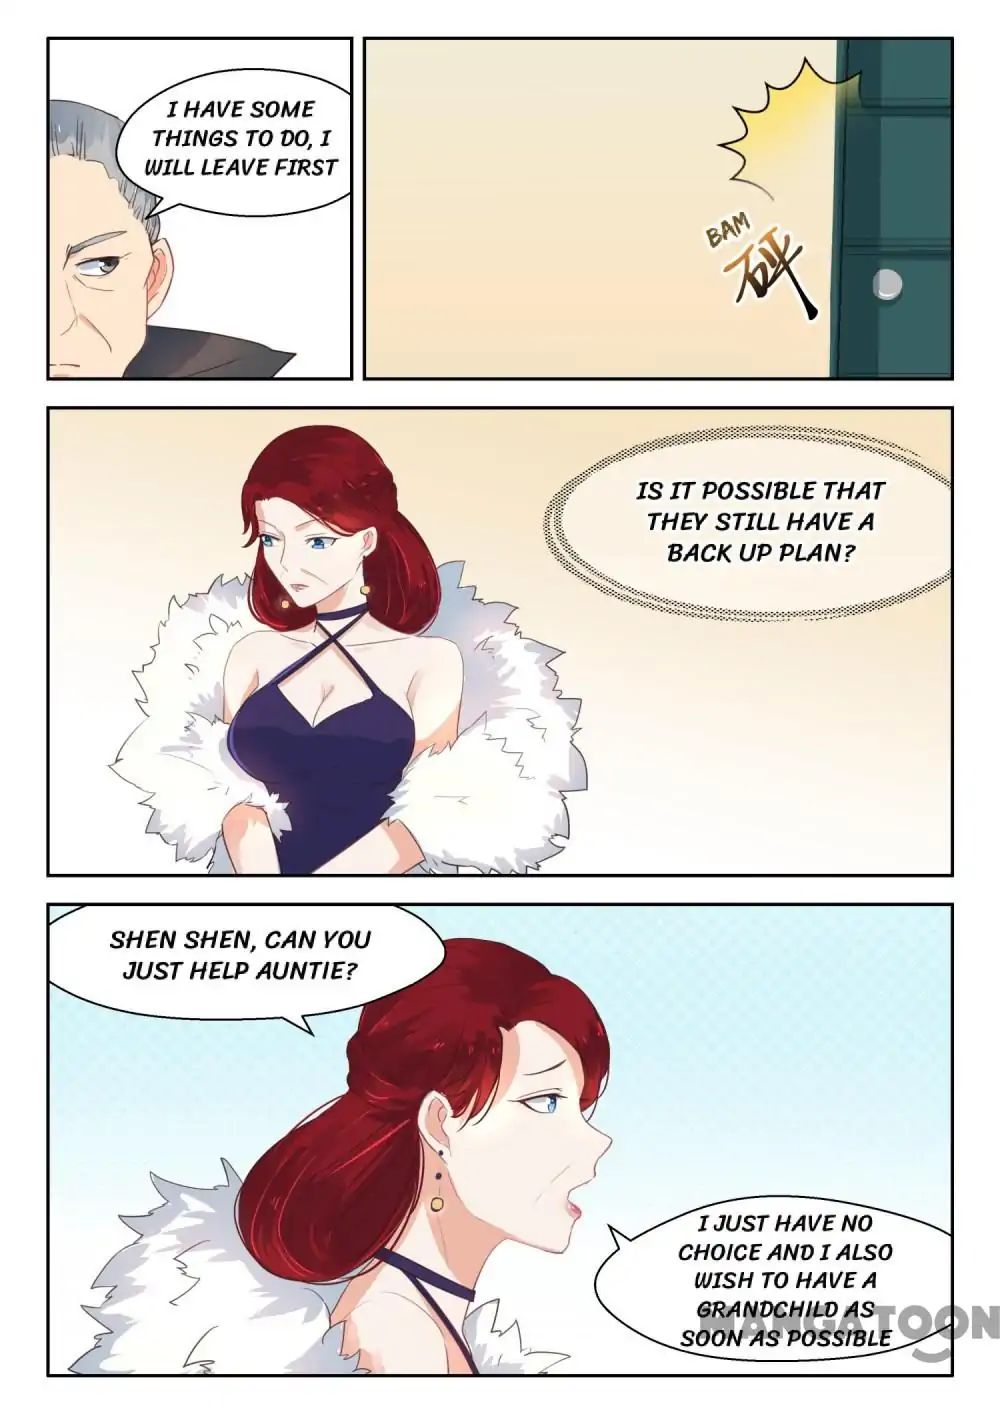 I HAVE SOME
THINGS TO DO, I
WILL LEAVE FIRST
BAM
砰
IS IT POSSIBLE THAT
THEY STILL HAVE A
BACK UP PLAN?
SHEN SHEN, CAN YOU
JUST HELP AUNTIE?
I JUST HAVE NO
CHOICE AND I ALSO
WISH TO HAVE A
GRANDCHILD AS
SOON AS POSSIBLE
MANGATOON